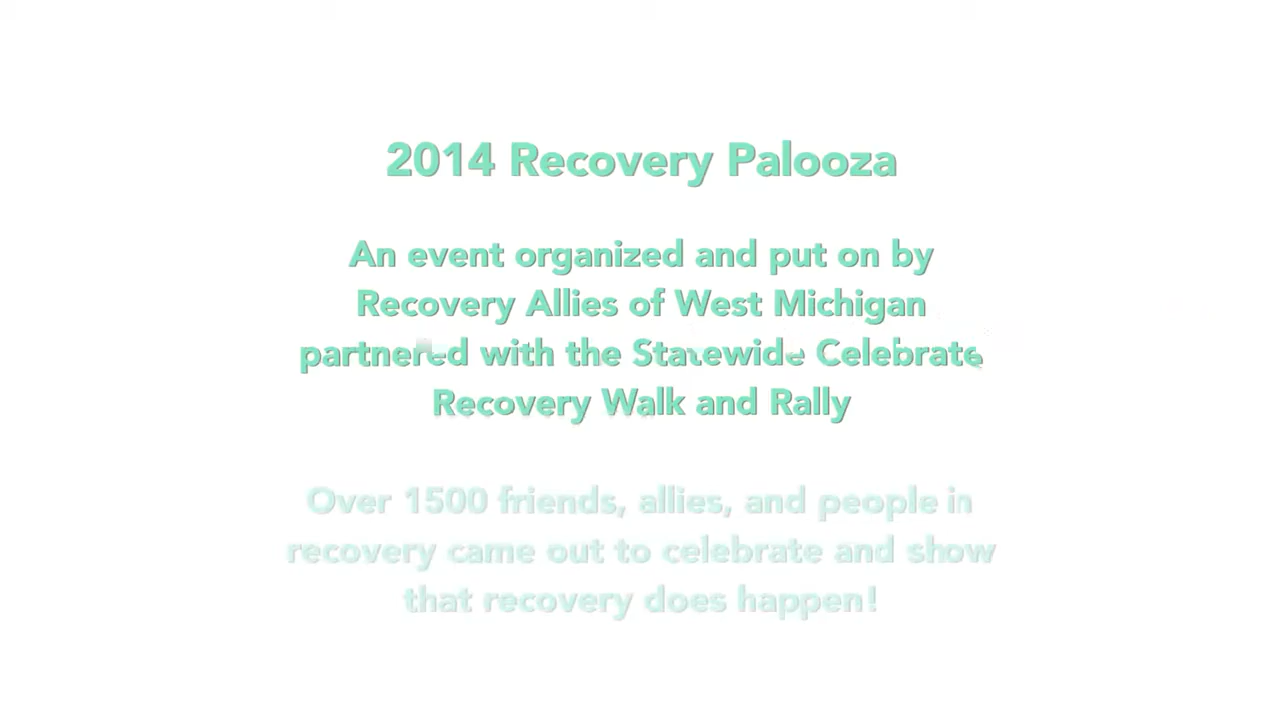 2014 Recovery Palooza
An event organized and put on by
Recovery Allies of West Michigan
partnered with the Statewide Celebrate
Recovery Walk and Rally
Over 1500 friends, allies, and people in
recovery came out to celebrate and show
that recovery does happen!